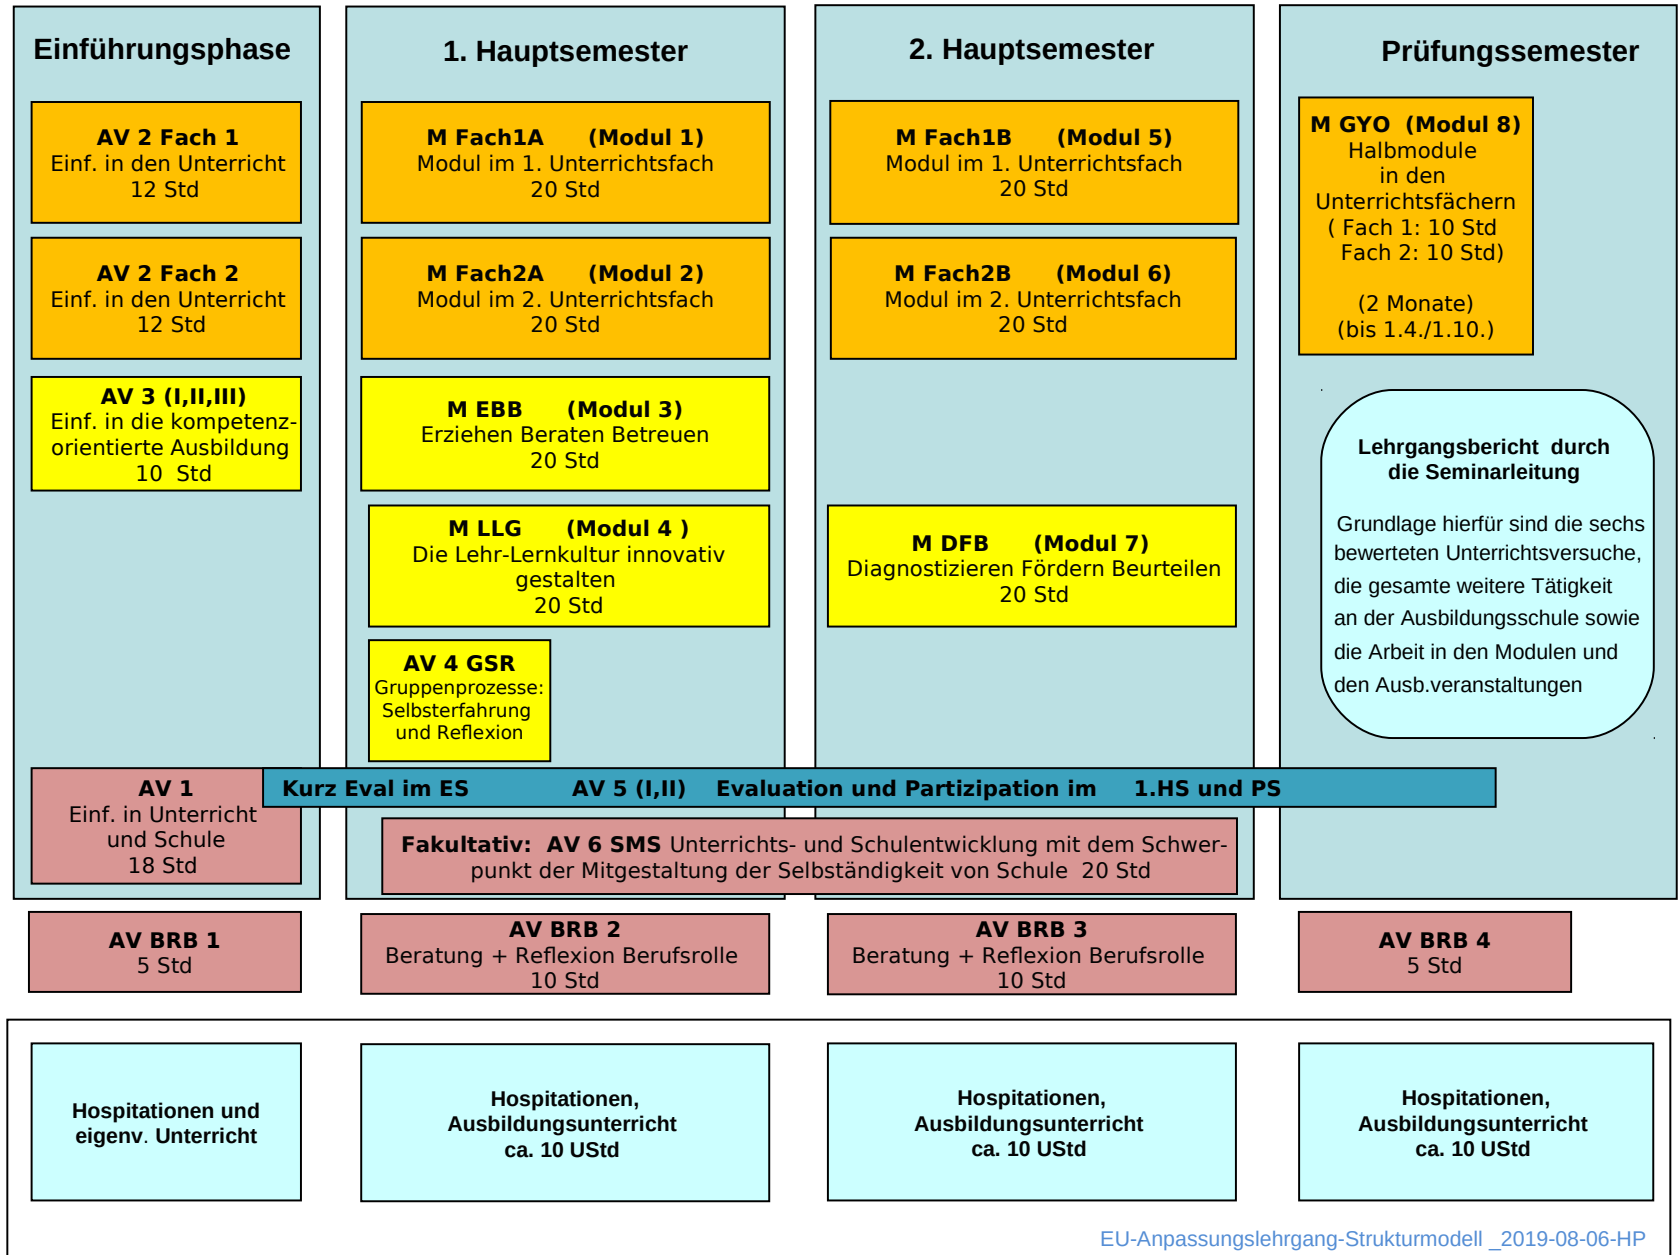 Einführungsphase
AV 2 Fach 1
Einf. in den Unterricht
12 Std
AV 2 Fach 2
Einf. in den Unterricht
12 Std
AV 3 (I,II,III)
Einf. in die kompetenz-
orientierte Ausbildung
10 Std
AV 1
Einf. in Unterricht
und Schule
18 Std
1. Hauptsemester
M Fach1A (Modul 1)
Modul im 1. Unterrichtsfach
20 Std
M Fach2A (Modul 2)
Modul im 2. Unterrichtsfach
20 Std
M EBB (Modul 3)
Erziehen Beraten Betreuen
20 Std
M LLG (Modul 4 )
Die Lehr-Lernkultur innovativ
gestalten
20 Std
AV 4 GSR
Gruppenprozesse:
Selbsterfahrung
und Reflexion
2. Hauptsemester
M Fach1B (Modul 5)
Modul im 1. Unterrichtsfach
20 Std
M Fach2B (Modul 6)
Modul im 2. Unterrichtsfach
20 Std
M DFB (Modul 7)
Diagnostizieren Fördern Beurteilen
20 Std
Prüfungssemester
M GYO (Modul 8)
Halbmodule
in den
Unterrichtsfächern
( Fach 1: 10 Std
Fach 2: 10 Std)
(2 Monate)
(bis 1.4./1.10.)
Lehrgangsbericht durch
die Seminarleitung
Grundlage hierfür sind die sechs
bewerteten Unterrichtsversuche,
die gesamte weitere Tätigkeit
an der Ausbildungsschule sowie
die Arbeit in den Modulen und
den Ausb.veranstaltungen
Kurz Eval im ES AV 5 (I,II) Evaluation und Partizipation im 1.HS und PS
Fakultativ: AV 6 SMS Unterrichts- und Schulentwicklung mit dem Schwer-
punkt der Mitgestaltung der Selbständigkeit von Schule 20 Std
AV BRB 1
5 Std
AV BRB 2
Beratung + Reflexion Berufsrolle
10 Std
AV BRB 3
Beratung + Reflexion Berufsrolle
10 Std
AV BRB 4
5 Std
Hospitationen und
eigenv. Unterricht
Hospitationen,
Ausbildungsunterricht
ca. 10 UStd
Hospitationen,
Ausbildungsunterricht
ca. 10 UStd
Hospitationen,
Ausbildungsunterricht
ca. 10 UStd
EU-Anpassungslehrgang-Strukturmodell _2019-08-06-HP